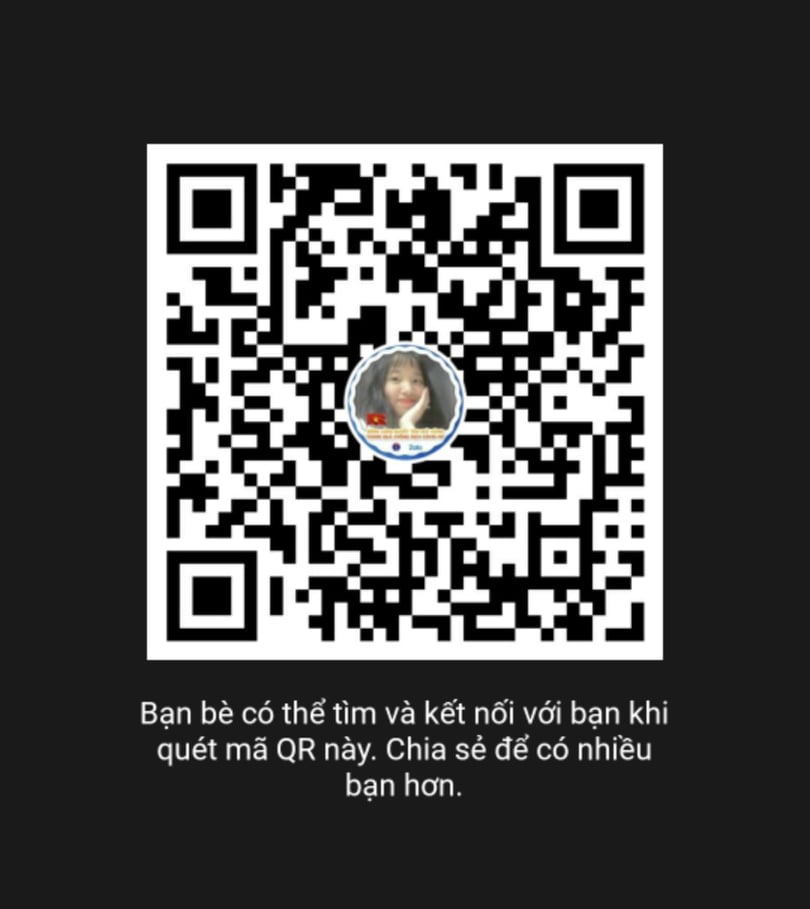 Zalo
Bạn bè có thể tìm và kết nối với bạn khi
quét mã QR này. Chia sẻ để có nhiều
bạn hơn.